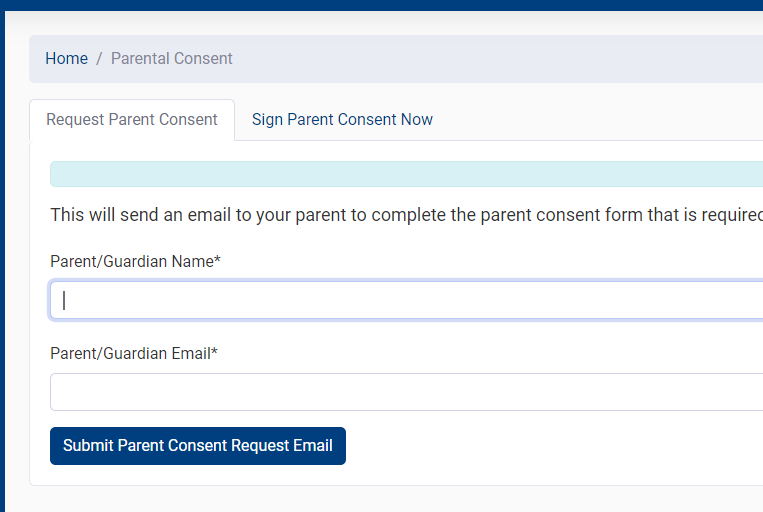 Home / Parental Consent
Request Parent Consent Sign Parent Consent Now
This will send an email to your parent to complete the parent consent form that is required
Parent/Guardian Name*
Parent/Guardian Email*
Submit Parent Consent Request Email